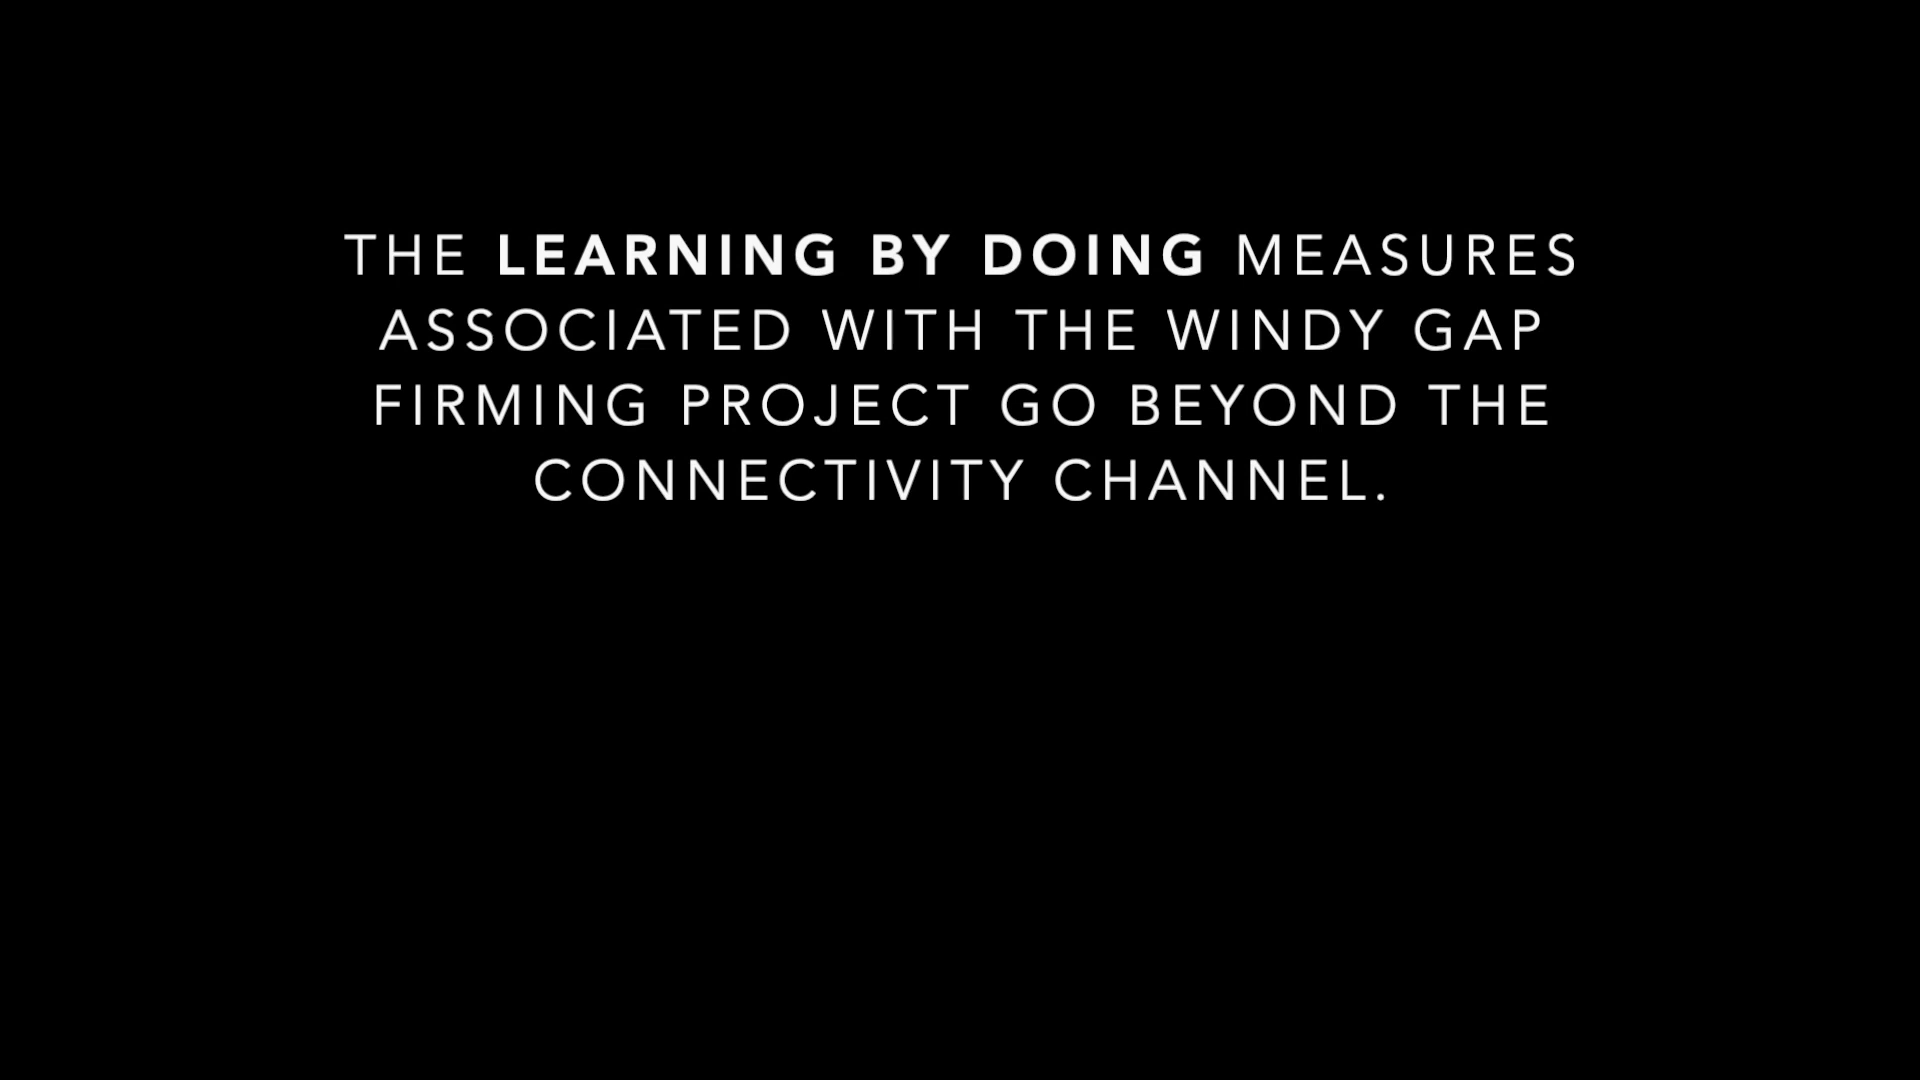 THE LEARNING BY DOING MEASURES
ASSOCIATED WITH THE WINDY GAP
FIRMING PROJECT GO BEYOND THE
CONNECTIVITY CHANNEL.